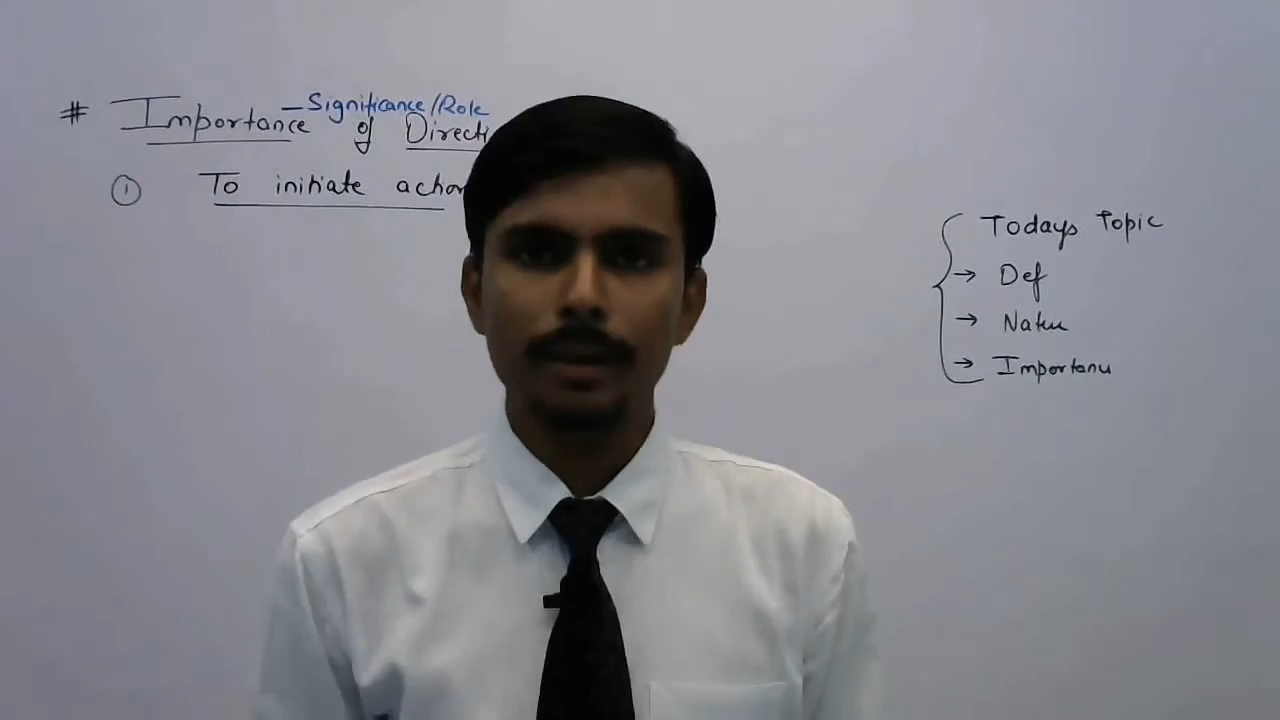 # Importance – Significance/Role of Directi
① To initiate action
Todays Topic
→ Def
→ Natu
→ Importanu